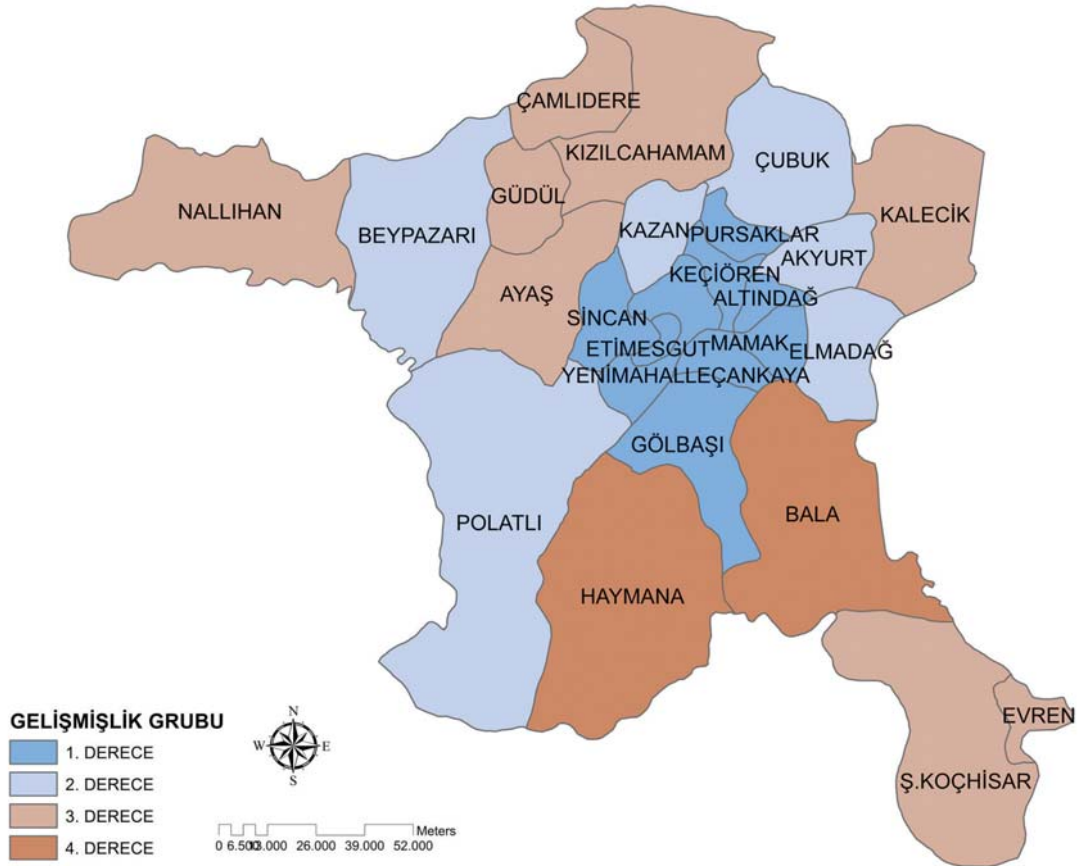 ÇAMLIDERE
KIZILCAHAMAM
ÇUBUK
NALLIHAN
GÜDÜL
KALECİK
BEYPAZARI
KAZAN
PURSAKLAR
AKYURT
KEÇİÖREN
AYAŞ
ALTINDAĞ
SİNCAN
ETİMESGUT
MAMAK
ELMADAĞ
YENİMAHALLE
ÇANKAYA
GÖLBAŞI
POLATLI
BALA
HAYMANA
EVREN
Ş.KOÇHİSAR
GELİŞMİŞLİK GRUBU
1. DERECE
2. DERECE
3. DERECE
4. DERECE
N
W E
S
Meters
0 6.500 13.000 26.000 39.000 52.000